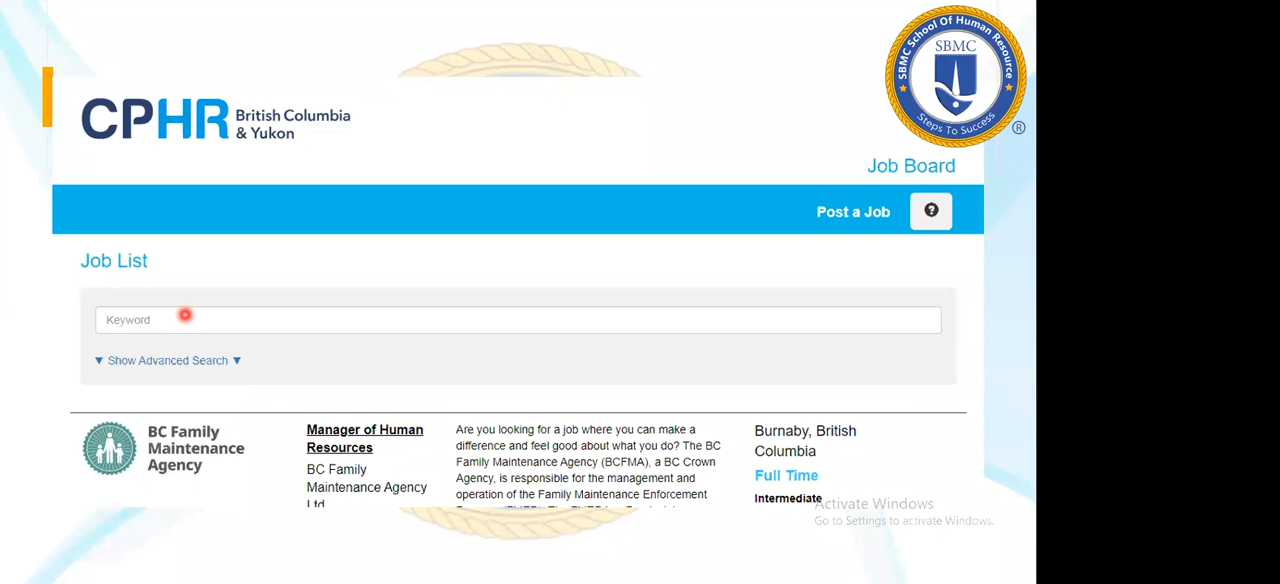 SBMC School Of Human Resource
SBMC
Steps To Success
®
CPHR British Columbia
& Yukon
Job Board
Post a Job
Job List
Keyword
▼ Show Advanced Search ▼
BC Family
Maintenance
Agency
Manager of Human
Resources
BC Family
Maintenance Agency
Ltd
Are you looking for a job where you can make a
difference and feel good about what you do? The BC
Family Maintenance Agency (BCFMA), a BC Crown
Agency, is responsible for the management and
operation of the Family Maintenance Enforcement
Burnaby, British
Columbia
Full Time
Intermediate
Activate Windows
Go to Settings to activate Windows.